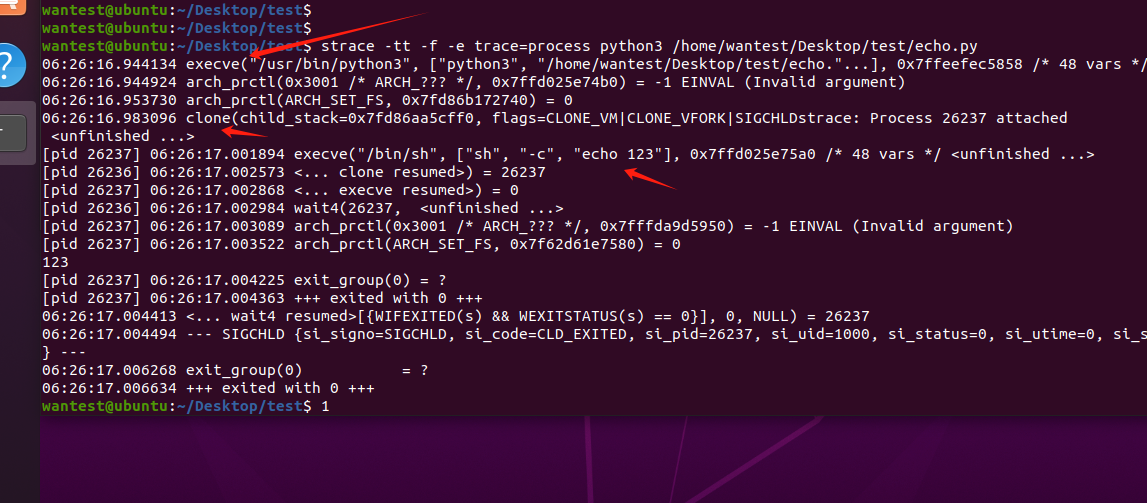 wantest@ubuntu:~/Desktop/test$
wantest@ubuntu:~/Desktop/test$
wantest@ubuntu:~/Desktop/test$ strace -tt -f -e trace=process python3 /home/wantest/Desktop/test/echo.py
06:26:16.944134 execve("/usr/bin/python3", ["python3", "/home/wantest/Desktop/test/echo."...], 0x7ffeefec5858 /* 48 vars */
06:26:16.944924 arch_prctl(0x3001 /* ARCH_??? */, 0x7ffd025e74b0) = -1 EINVAL (Invalid argument)
06:26:16.953730 arch_prctl(ARCH_SET_FS, 0x7fd86b172740) = 0
06:26:16.983096 clone(child_stack=0x7fd86aa5cff0, flags=CLONE_VM|CLONE_VFORK|SIGCHLDstrace: Process 26237 attached
 <unfinished ...>
[pid 26237] 06:26:17.001894 execve("/bin/sh", ["sh", "-c", "echo 123"], 0x7ffd025e75a0 /* 48 vars */ <unfinished ...>
[pid 26236] 06:26:17.002573 <... clone resumed>) = 26237
[pid 26237] 06:26:17.002868 <... execve resumed>) = 0
[pid 26236] 06:26:17.002984 wait4(26237,  <unfinished ...>
[pid 26237] 06:26:17.003089 arch_prctl(0x3001 /* ARCH_??? */, 0x7fffda9d5950) = -1 EINVAL (Invalid argument)
[pid 26237] 06:26:17.003522 arch_prctl(ARCH_SET_FS, 0x7f62d61e7580) = 0
123
[pid 26237] 06:26:17.004225 exit_group(0) = ?
[pid 26237] 06:26:17.004363 +++ exited with 0 +++
06:26:17.004413 <... wait4 resumed>[{WIFEXITED(s) && WEXITSTATUS(s) == 0}], 0, NULL) = 26237
06:26:17.004494 --- SIGCHLD {si_signo=SIGCHLD, si_code=CLD_EXITED, si_pid=26237, si_uid=1000, si_status=0, si_utime=0, si_s
} ---
06:26:17.006268 exit_group(0)           = ?
06:26:17.006634 +++ exited with 0 +++
wantest@ubuntu:~/Desktop/test$ 1